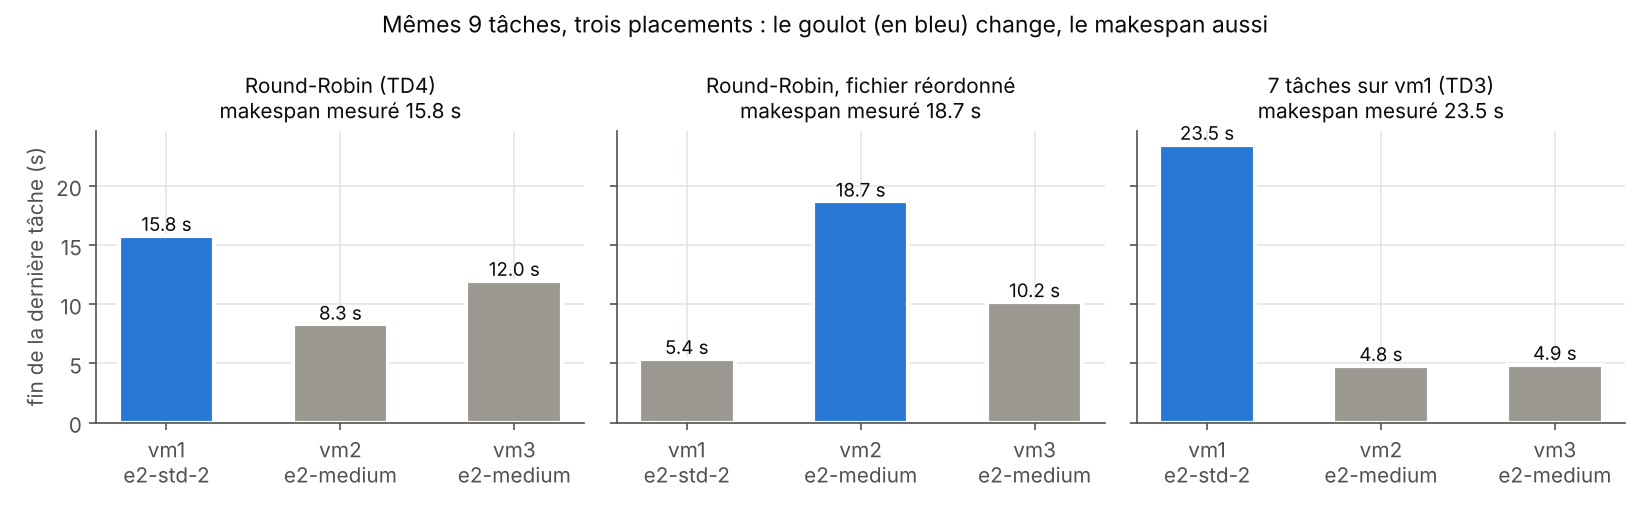 Mêmes 9 tâches, trois placements : le goulot (en bleu) change, le makespan aussi
Round-Robin (TD4)
makespan mesuré 15.8 s
fin de la dernière tâche (s)
20
15
10
5
0
15.8 s
8.3 s
12.0 s
vm1
e2-std-2
vm2
e2-medium
vm3
e2-medium
Round-Robin, fichier réordonné
makespan mesuré 18.7 s
5.4 s
18.7 s
10.2 s
vm1
e2-std-2
vm2
e2-medium
vm3
e2-medium
7 tâches sur vm1 (TD3)
makespan mesuré 23.5 s
23.5 s
4.8 s
4.9 s
vm1
e2-std-2
vm2
e2-medium
vm3
e2-medium